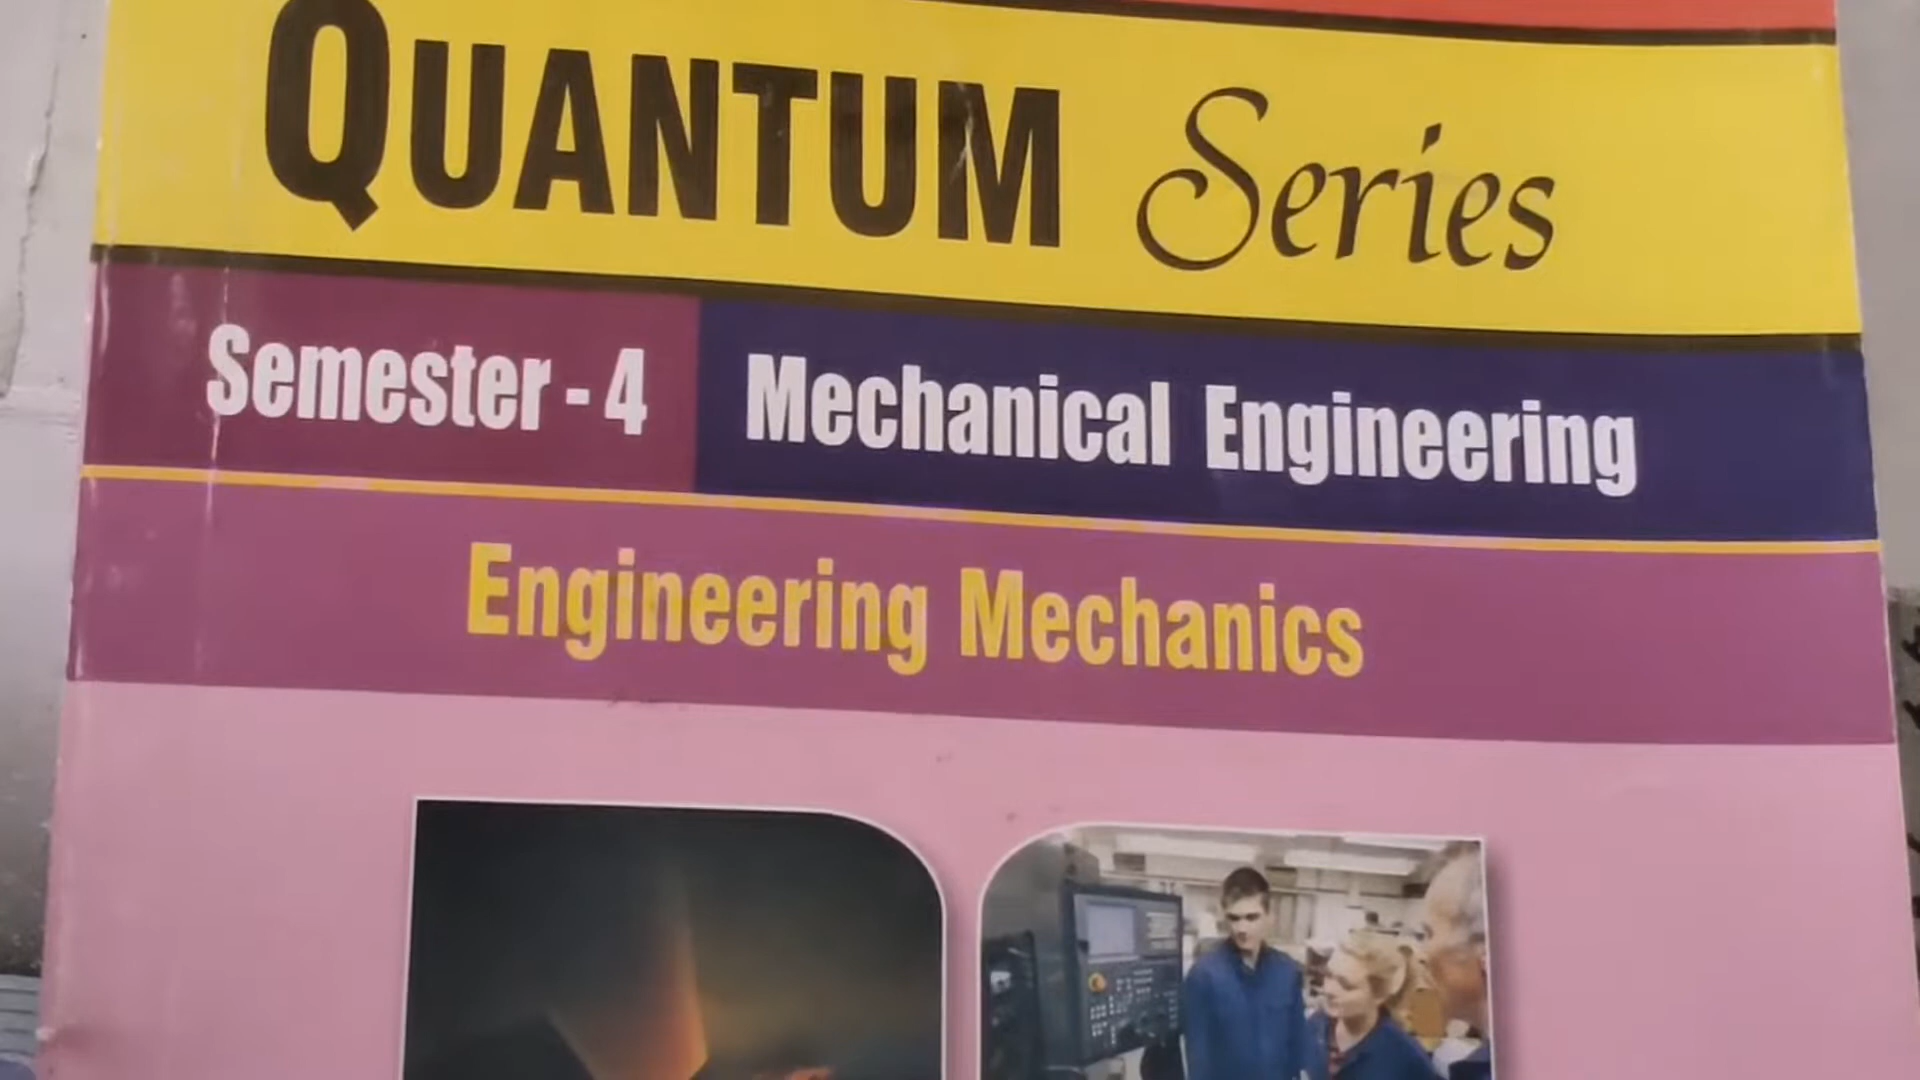 QUANTUM Series
Semester - 4 Mechanical Engineering
Engineering Mechanics